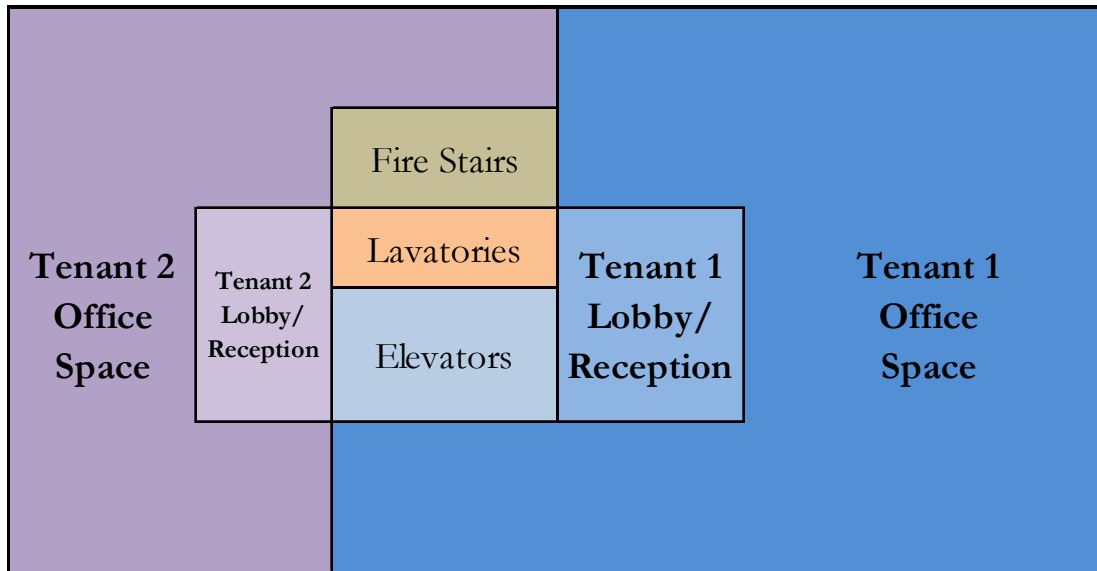 Fire Stairs
Lavatories
Elevators
Tenant 2
Office
Space
Tenant 2
Lobby/
Reception
Tenant 1
Lobby/
Reception
Tenant 1
Office
Space